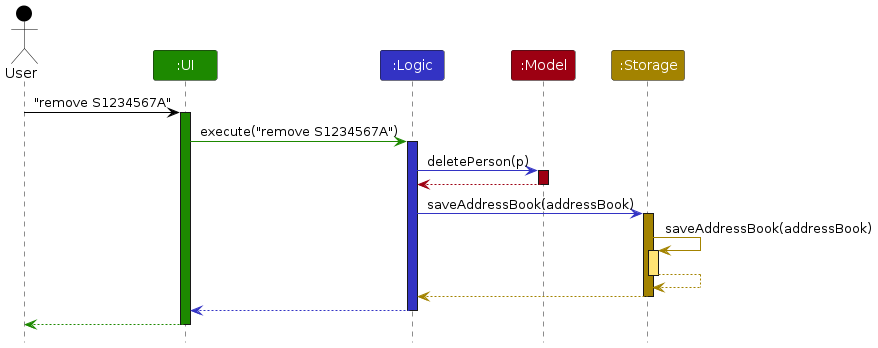 User
:UI
:Logic
:Model
:Storage
"remove S1234567A"
execute("remove S1234567A")
deletePerson(p)
saveAddressBook(addressBook)
saveAddressBook(addressBook)